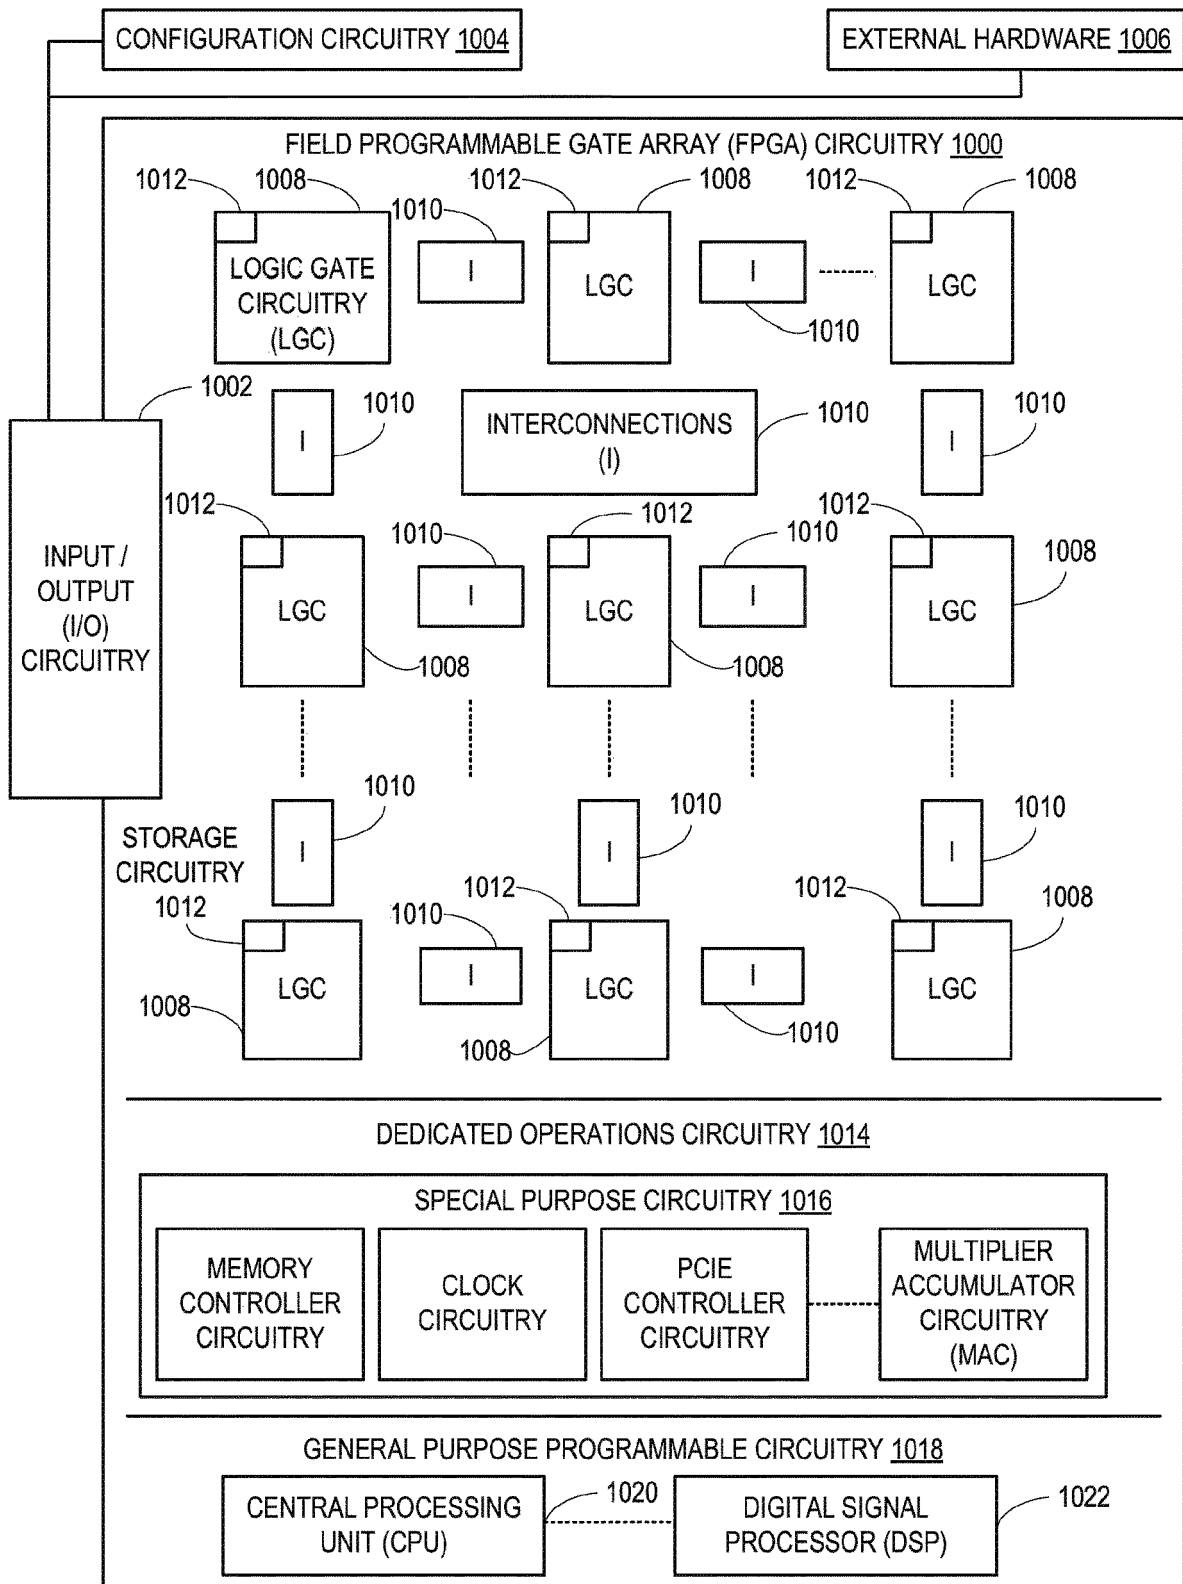 CONFIGURATION CIRCUITRY 1004
EXTERNAL HARDWARE 1006
FIELD PROGRAMMABLE GATE ARRAY (FPGA) CIRCUITRY 1000
1012
1008
1010
1012
1008
1012
1008
LOGIC GATE
CIRCUITRY
(LGC)
I
LGC
I
LGC
1010
1002
1010
1010
1010
I
INTERCONNECTIONS
(I)
I
1012
1010
1012
1010
1012
1008
INPUT /
OUTPUT
(I/O)
CIRCUITRY
LGC
I
LGC
I
LGC
1008
1008
1010
1010
1010
STORAGE
CIRCUITRY
I
I
I
1012
1010
1012
1012
1008
LGC
I
LGC
I
LGC
1008
1008
1010
DEDICATED OPERATIONS CIRCUITRY 1014
SPECIAL PURPOSE CIRCUITRY 1016
MEMORY
CONTROLLER
CIRCUITRY
CLOCK
CIRCUITRY
PCIE
CONTROLLER
CIRCUITRY
MULTIPLIER
ACCUMULATOR
CIRCUITRY
(MAC)
GENERAL PURPOSE PROGRAMMABLE CIRCUITRY 1018
CENTRAL PROCESSING
UNIT (CPU)
1020
DIGITAL SIGNAL
PROCESSOR (DSP)
1022